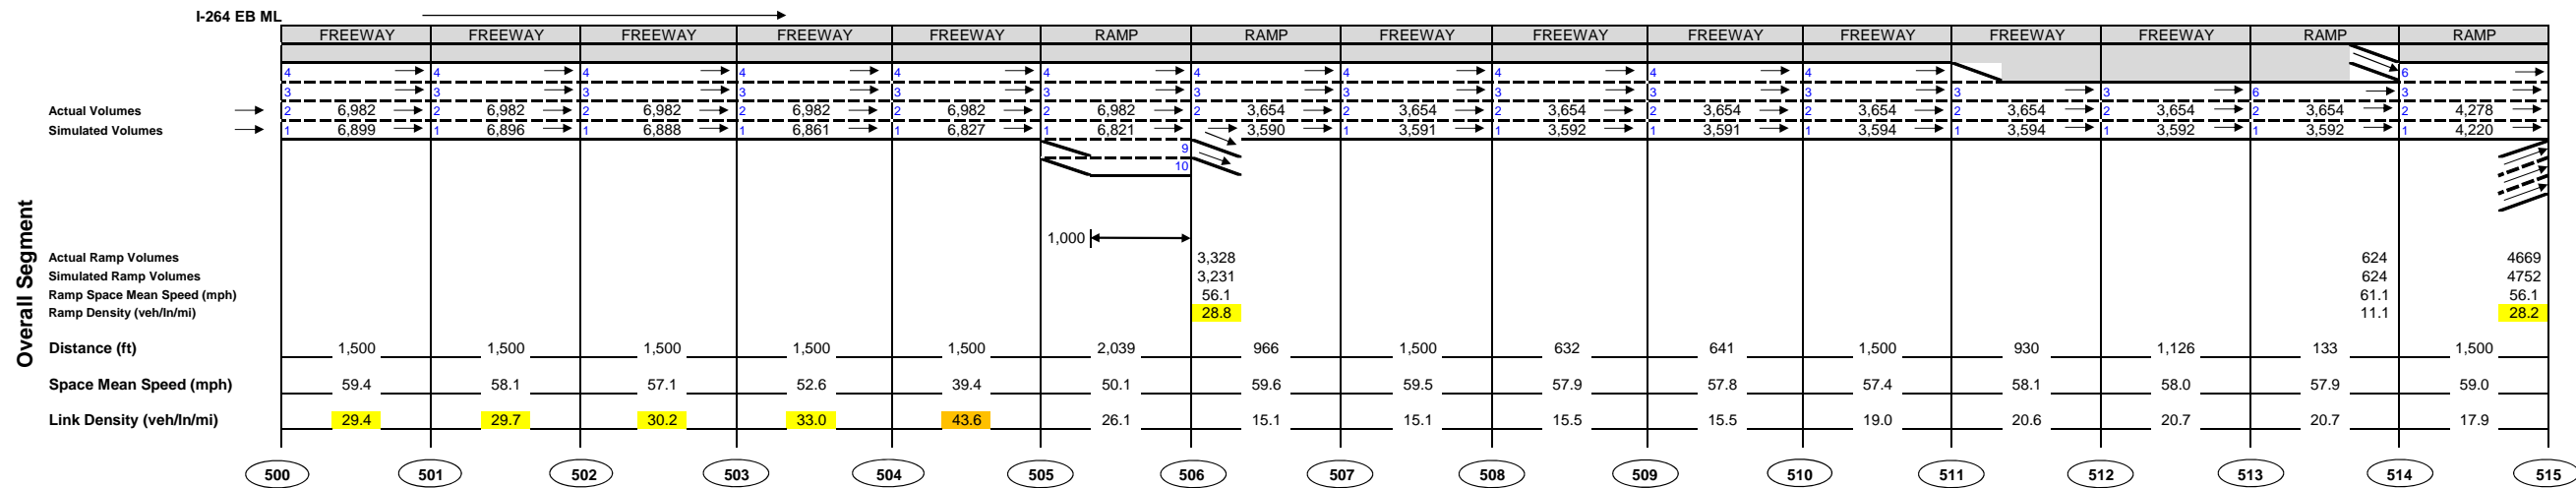 I-264 EB ML
FREEWAY FREEWAY FREEWAY FREEWAY FREEWAY RAMP RAMP FREEWAY FREEWAY FREEWAY FREEWAY FREEWAY FREEWAY RAMP RAMP
4 4 4 4 4 4 4 4 4 4 4 6
3 3 3 3 3 3 3 3 3 3 3 3 3 6 3
Actual Volumes 2 6,982 2 6,982 2 6,982 2 6,982 2 6,982 2 6,982 2 3,654 2 3,654 2 3,654 2 3,654 2 3,654 2 3,654 2 3,654 2 3,654 2 4,278
Simulated Volumes 1 6,899 1 6,896 1 6,888 1 6,861 1 6,827 1 6,821 3,590 1 3,591 1 3,592 1 3,591 1 3,594 1 3,594 1 3,592 1 3,592 1 4,220
9
10
Overall Segment
1,000
Actual Ramp Volumes 3,328 624 4669
Simulated Ramp Volumes 3,231 624 4752
Ramp Space Mean Speed (mph) 56.1 61.1 56.1
Ramp Density (veh/ln/mi) 28.8 11.1 28.2
Distance (ft) 1,500 1,500 1,500 1,500 1,500 2,039 966 1,500 632 641 1,500 930 1,126 133 1,500
Space Mean Speed (mph) 59.4 58.1 57.1 52.6 39.4 50.1 59.6 59.5 57.9 57.8 57.4 58.1 58.0 57.9 59.0
Link Density (veh/ln/mi) 29.4 29.7 30.2 33.0 43.6 26.1 15.1 15.1 15.5 15.5 19.0 20.6 20.7 20.7 17.9
500 501 502 503 504 505 506 507 508 509 510 511 512 513 514 515